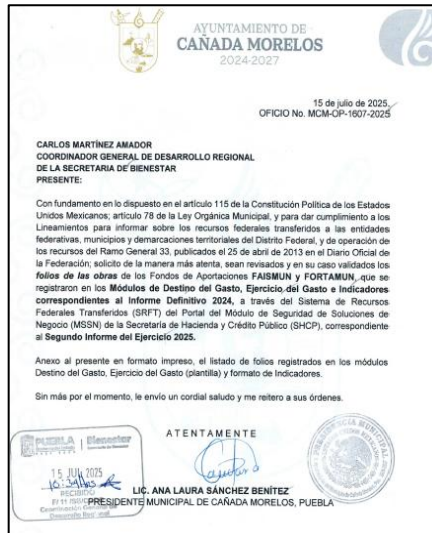 AYUNTAMIENTO DE
CAÑADA MORELOS
2024-2027
15 de julio de 2025.
OFICIO No. MCM-OP-1607-2025
CARLOS MARTÍNEZ AMADOR
COORDINADOR GENERAL DE DESARROLLO REGIONAL
DE LA SECRETARIA DE BIENESTAR
PRESENTE:
Con fundamento en lo dispuesto en el artículo 115 de la Constitución Política de los Estados
Unidos Mexicanos; artículo 78 de la Ley Orgánica Municipal, y para dar cumplimiento a los
Lineamientos para informar sobre los recursos federales transferidos a las entidades
federativas, municipios y demarcaciones territoriales del Distrito Federal, y de operación de
los recursos del Ramo General 33, publicados el 25 de abril de 2013 en el Diario Oficial de
la Federación; solicito de la manera más atenta, sean revisados y en su caso validados los
folios de las obras de los Fondos de Aportaciones FAISMUN y FORTAMUN, que se
registraron en los Módulos de Destino del Gasto, Ejercicio del Gasto e Indicadores
correspondientes al Informe Definitivo 2024, a través del Sistema de Recursos
Federales Transferidos (SRFT) del Portal del Módulo de Seguridad de Soluciones de
Negocio (MSSN) de la Secretaría de Hacienda y Crédito Público (SHCP), correspondiente
al Segundo Informe del Ejercicio 2025.
Anexo al presente en formato impreso, el listado de folios registrados en los módulos
Destino del Gasto, Ejercicio del Gasto (plantilla) y formato de Indicadores.
Sin más por el momento, le envío un cordial saludo y me reitero a sus órdenes.
ATENTAMENTE
PUEBLA Bienestar
15 JUL 2025
RECIBIDO
Coordinación General de
Desarrollo Regional
PRESIDENCIA MUNICIPAL
LIC. ANA LAURA SÁNCHEZ BENÍTEZ
PRESIDENTE MUNICIPAL DE CAÑADA MORELOS, PUEBLA